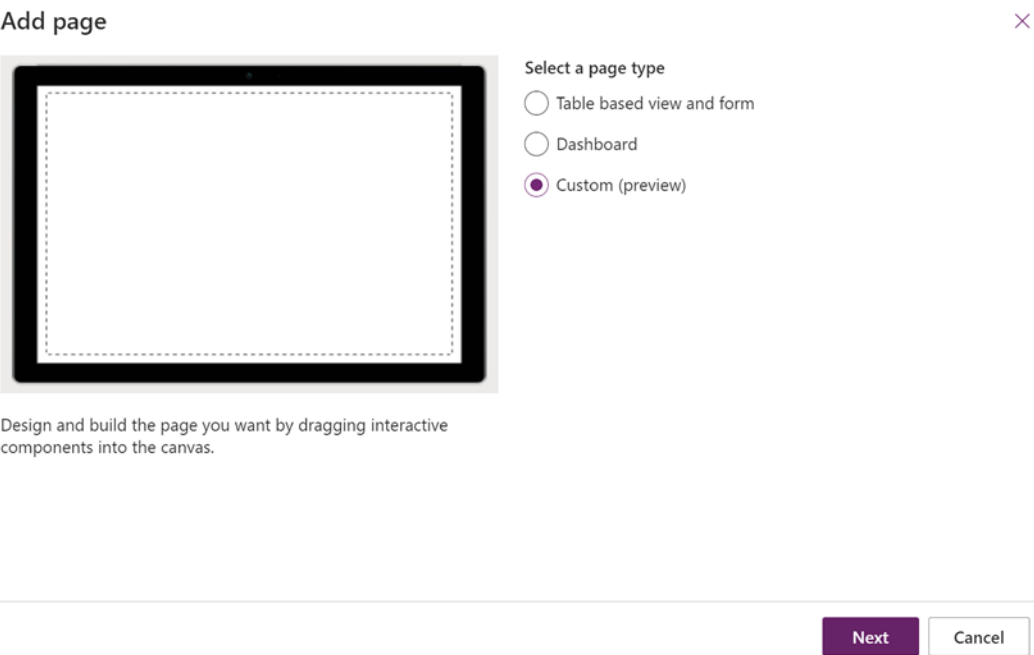 Add page
Select a page type
Table based view and form
Dashboard
Custom (preview)
Design and build the page you want by dragging interactive
components into the canvas.
Next
Cancel